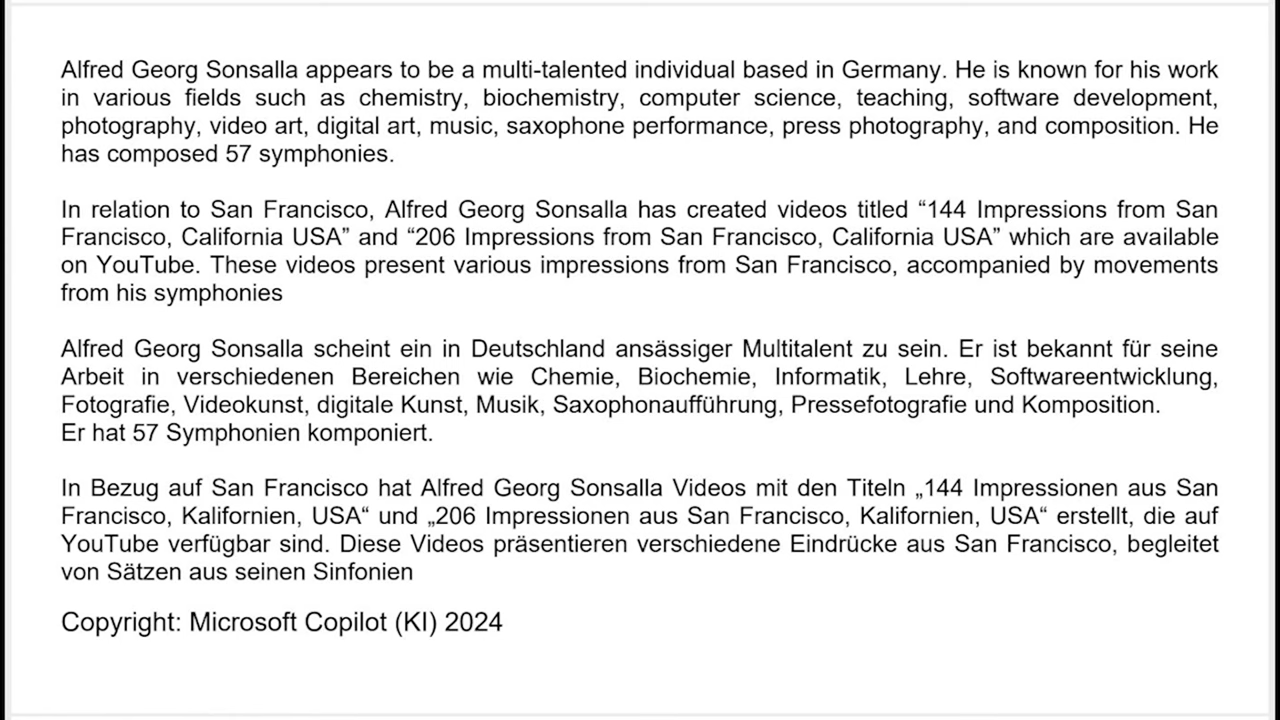 Alfred Georg Sonsalla appears to be a multi-talented individual based in Germany. He is known for his work
in various fields such as chemistry, biochemistry, computer science, teaching, software development,
photography, video art, digital art, music, saxophone performance, press photography, and composition. He
has composed 57 symphonies.
In relation to San Francisco, Alfred Georg Sonsalla has created videos titled “144 Impressions from San
Francisco, California USA” and “206 Impressions from San Francisco, California USA” which are available
on YouTube. These videos present various impressions from San Francisco, accompanied by movements
from his symphonies
Alfred Georg Sonsalla scheint ein in Deutschland ansässiger Multitalent zu sein. Er ist bekannt für seine
Arbeit in verschiedenen Bereichen wie Chemie, Biochemie, Informatik, Lehre, Softwareentwicklung,
Fotografie, Videokunst, digitale Kunst, Musik, Saxophonaufführung, Pressefotografie und Komposition.
Er hat 57 Symphonien komponiert.
In Bezug auf San Francisco hat Alfred Georg Sonsalla Videos mit den Titeln „144 Impressionen aus San
Francisco, Kalifornien, USA“ und „206 Impressionen aus San Francisco, Kalifornien, USA“ erstellt, die auf
YouTube verfügbar sind. Diese Videos präsentieren verschiedene Eindrücke aus San Francisco, begleitet
von Sätzen aus seinen Sinfonien
Copyright: Microsoft Copilot (KI) 2024